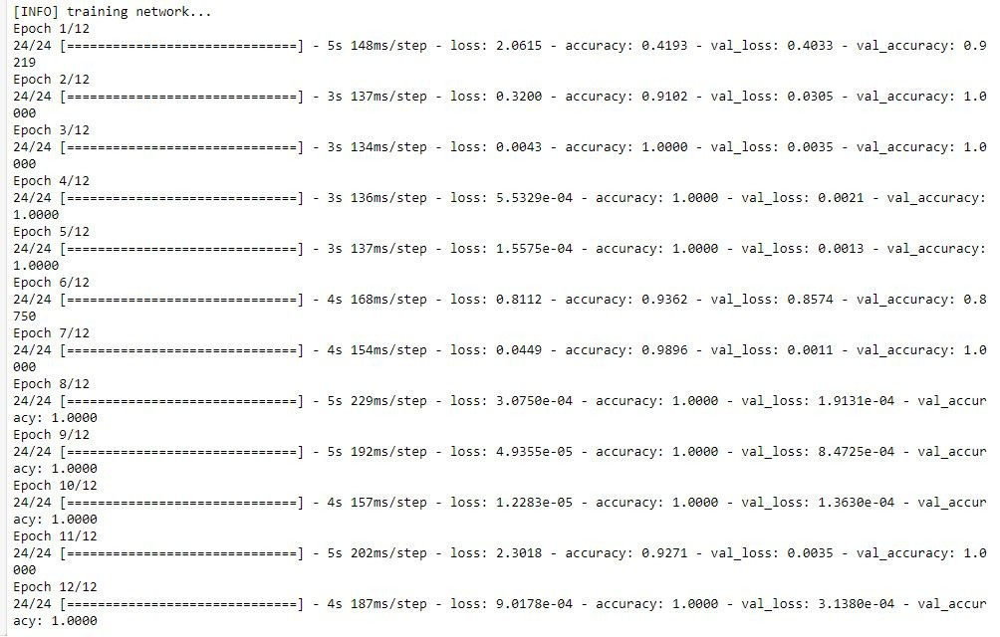 [INFO] training network...
Epoch 1/12
24/24 [==============================] - 5s 148ms/step - loss: 2.0615 - accuracy: 0.4193 - val_loss: 0.4033 - val_accuracy: 0.9
219
Epoch 2/12
24/24 [==============================] - 3s 137ms/step - loss: 0.3200 - accuracy: 0.9102 - val_loss: 0.0305 - val_accuracy: 1.0
000
Epoch 3/12
24/24 [==============================] - 3s 134ms/step - loss: 0.0043 - accuracy: 1.0000 - val_loss: 0.0035 - val_accuracy: 1.0
000
Epoch 4/12
24/24 [==============================] - 3s 136ms/step - loss: 5.5329e-04 - accuracy: 1.0000 - val_loss: 0.0021 - val_accuracy:
1.0000
Epoch 5/12
24/24 [==============================] - 3s 137ms/step - loss: 1.5575e-04 - accuracy: 1.0000 - val_loss: 0.0013 - val_accuracy:
1.0000
Epoch 6/12
24/24 [==============================] - 4s 168ms/step - loss: 0.8112 - accuracy: 0.9362 - val_loss: 0.8574 - val_accuracy: 0.8
750
Epoch 7/12
24/24 [==============================] - 4s 154ms/step - loss: 0.0449 - accuracy: 0.9896 - val_loss: 0.0011 - val_accuracy: 1.0
000
Epoch 8/12
24/24 [==============================] - 5s 229ms/step - loss: 3.0750e-04 - accuracy: 1.0000 - val_loss: 1.9131e-04 - val_accur
acy: 1.0000
Epoch 9/12
24/24 [==============================] - 5s 192ms/step - loss: 4.9355e-05 - accuracy: 1.0000 - val_loss: 8.4725e-04 - val_accur
acy: 1.0000
Epoch 10/12
24/24 [==============================] - 4s 157ms/step - loss: 1.2283e-05 - accuracy: 1.0000 - val_loss: 1.3630e-04 - val_accur
acy: 1.0000
Epoch 11/12
24/24 [==============================] - 5s 202ms/step - loss: 2.3018 - accuracy: 0.9271 - val_loss: 0.0035 - val_accuracy: 1.0
000
Epoch 12/12
24/24 [==============================] - 4s 187ms/step - loss: 9.0178e-04 - accuracy: 1.0000 - val_loss: 3.1380e-04 - val_accur
acy: 1.0000